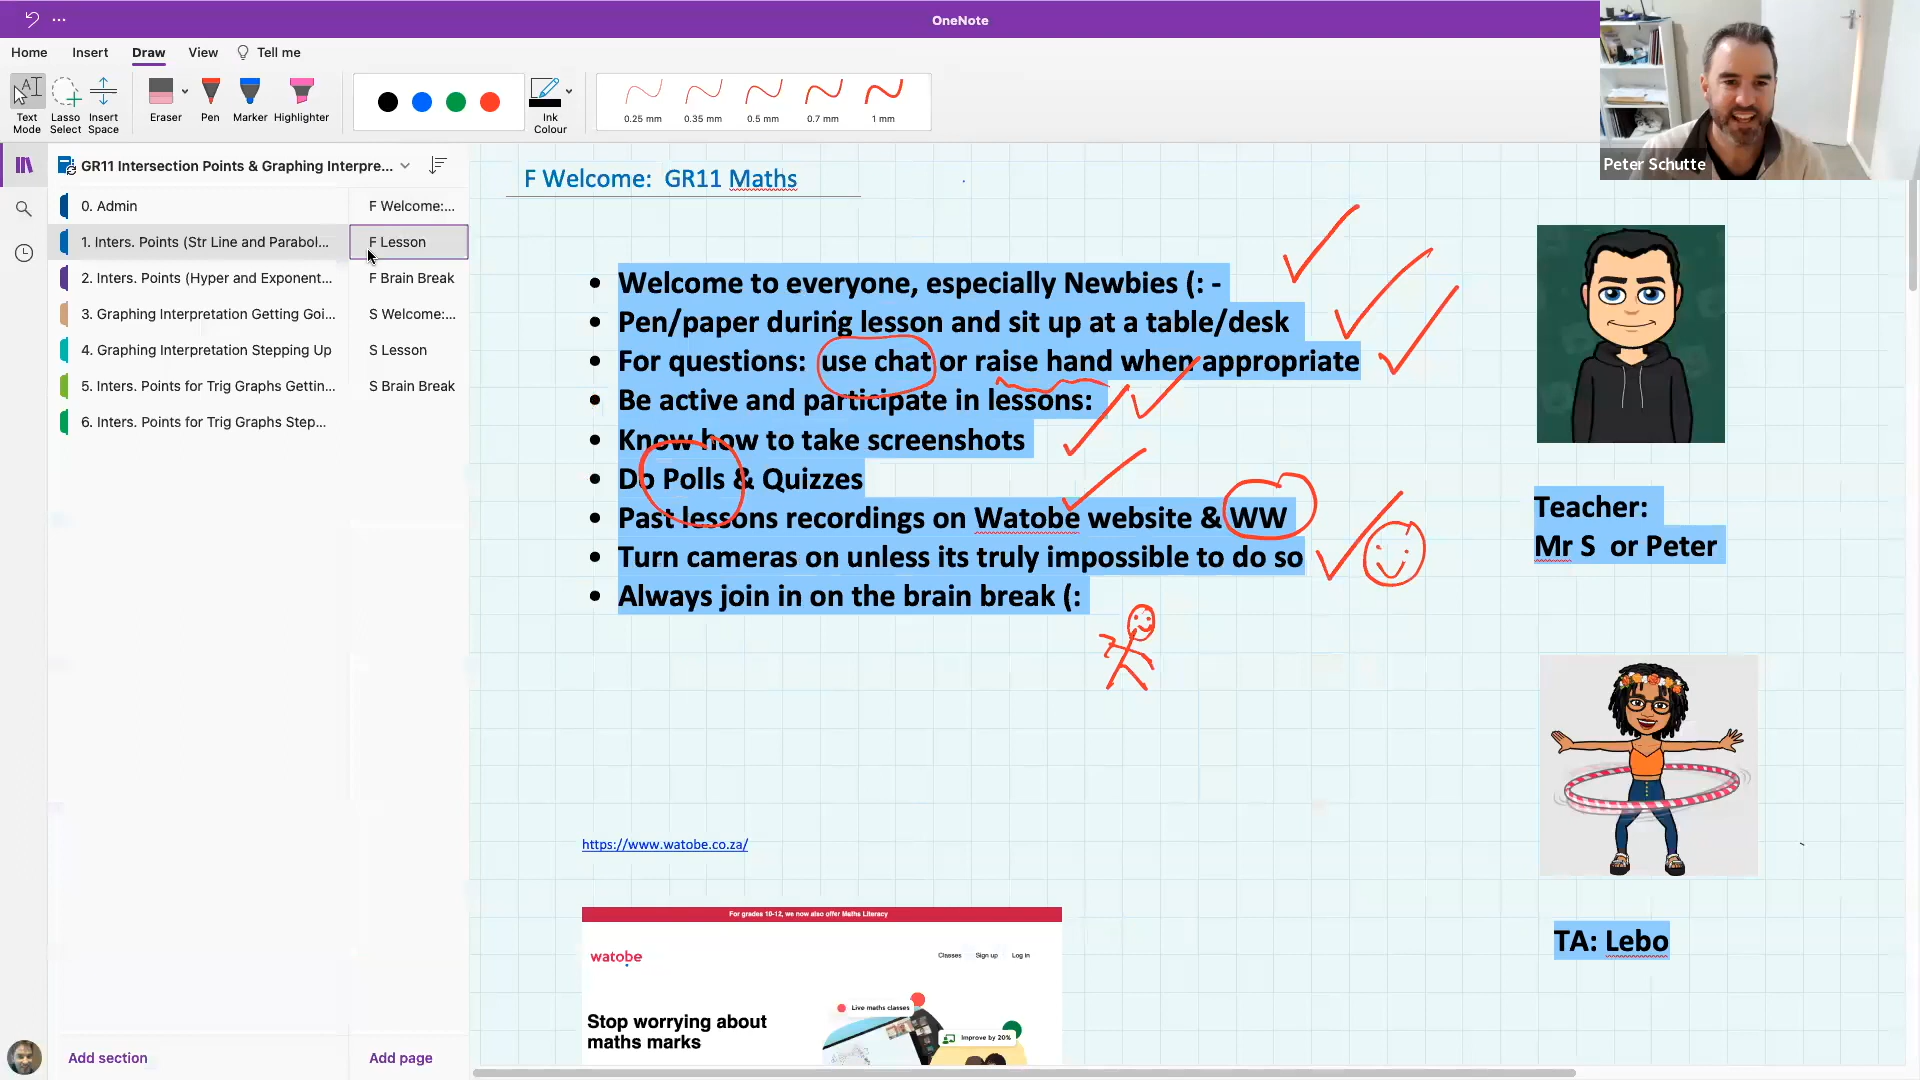 OneNote
Home Insert Draw View Tell me
Text Mode
Lasso Select
Insert Space
Eraser
Pen
Marker
Highlighter
Ink Colour
0.25 mm 0.35 mm 0.5 mm 0.7 mm 1 mm
Peter Schutte
GR11 Intersection Points & Graphing Interpre...
0. Admin
1. Inters. Points (Str Line and Parabol...
2. Inters. Points (Hyper and Exponent...
3. Graphing Interpretation Getting Goi...
4. Graphing Interpretation Stepping Up
5. Inters. Points for Trig Graphs Gettin...
6. Inters. Points for Trig Graphs Step...
F Welcome:...
F Lesson
F Brain Break
S Welcome:...
S Lesson
S Brain Break
Add section
Add page
F Welcome: GR11 Maths
• Welcome to everyone, especially Newbies (: -
• Pen/paper during lesson and sit up at a table/desk
• For questions: use chat or raise hand when appropriate
• Be active and participate in lessons:
• Know how to take screenshots
• Do Polls & Quizzes
• Past lessons recordings on Watobe website & WW
• Turn cameras on unless its truly impossible to do so
• Always join in on the brain break (:
Teacher:
Mr S or Peter
TA: Lebo
https://www.watobe.co.za/
For grades 10-12, we now also offer Maths Literacy
watobe
Classes Sign up Log in
Stop worrying about
maths marks
Live maths classes
Improve by 20%